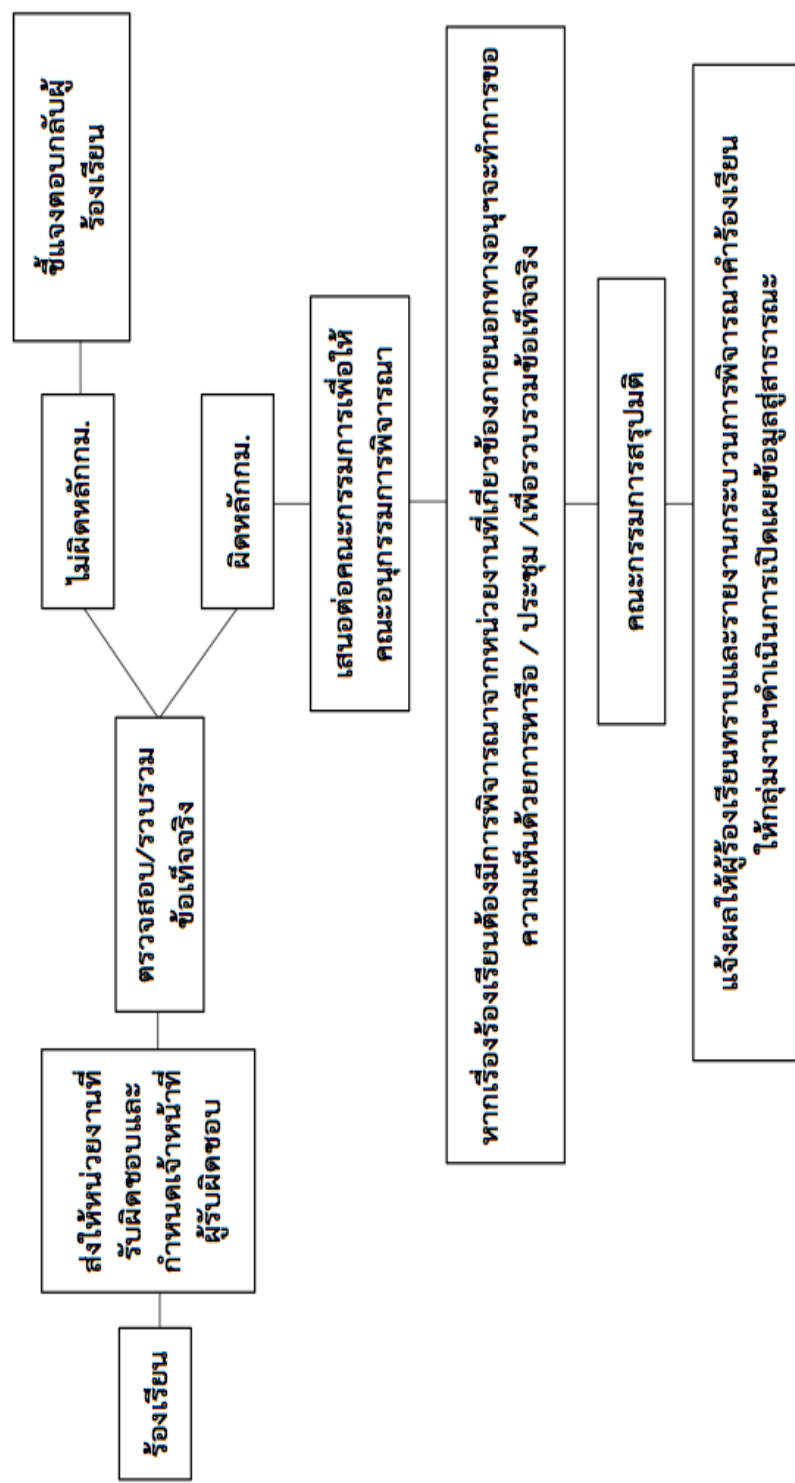 ร้องเรียน
ส่งให้หน่วยงานที่
รับผิดชอบและ
กำหนดเจ้าหน้าที่
ผู้รับผิดชอบ
ตรวจสอบ/รวบรวม
ข้อเท็จจริง
ไม่ผิดหลักกม.
ชี้แจงตอบกลับผู้
ร้องเรียน
ผิดหลักกม.
เสนอต่อคณะกรรมการเพื่อให้
คณะอนุกรรมการพิจารณา
หากเรื่องร้องเรียนต้องมีการพิจารณาจากหน่วยงานที่เกี่ยวข้องภายนอกทางอนุฯจะทำการขอ
ความเห็นด้วยการหารือ / ประชุม /เพื่อรวบรวมข้อเท็จจริง
คณะกรรมการสรุปมติ
แจ้งผลให้ผู้ร้องเรียนทราบและรายงานกระบวนการพิจารณาคำร้องเรียน
ให้กลุ่มงานฯดำเนินการเปิดเผยข้อมูลสู่สาธารณะ